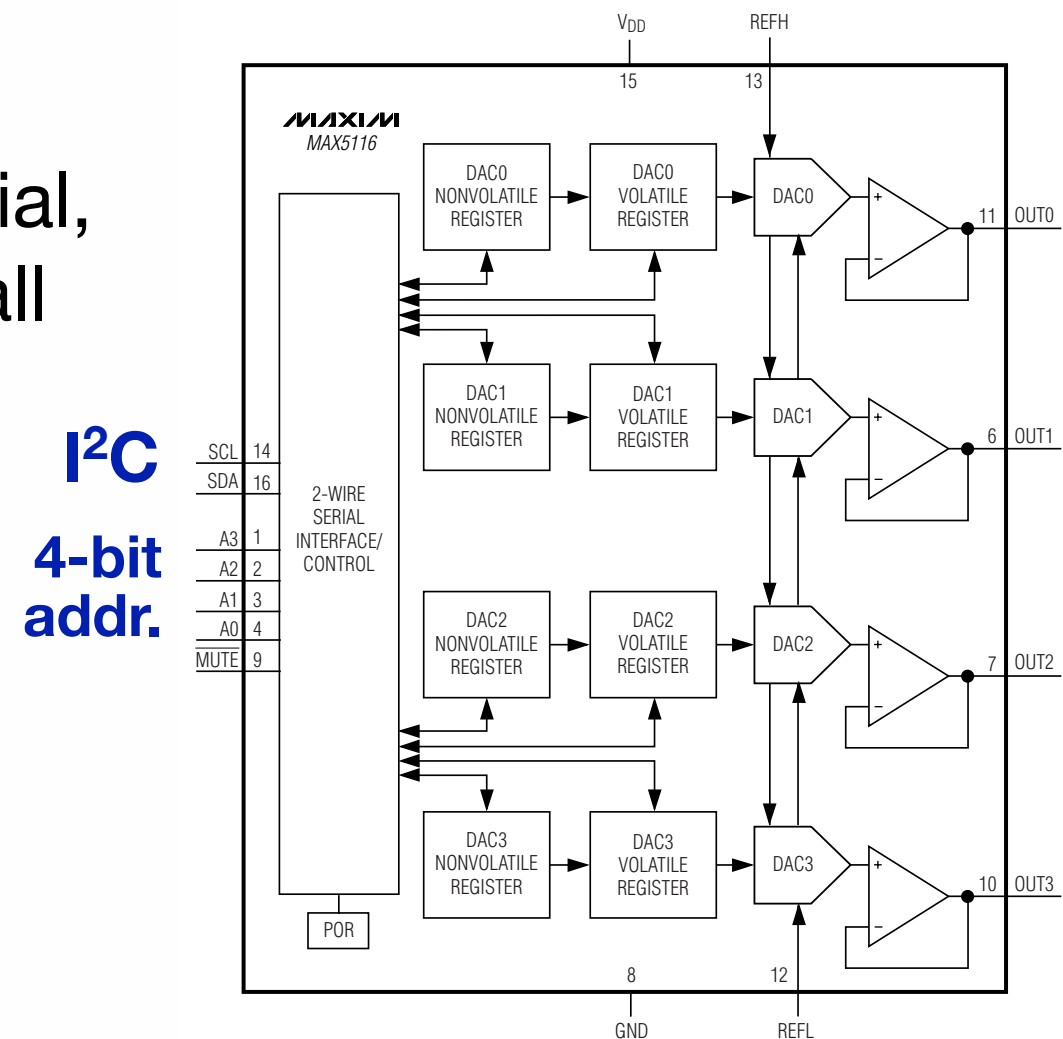 ial,
all
I²C
4-bit
addr.
V_DD
REFH
15
13
MAXIM
MAX5116
DAC0
NONVOLATILE
REGISTER
DAC0
VOLATILE
REGISTER
DAC0
+
−
11
OUT0
DAC1
NONVOLATILE
REGISTER
DAC1
VOLATILE
REGISTER
DAC1
+
−
6
OUT1
SCL
14
SDA
16
A3
1
A2
2
A1
3
A0
4
MUTE
9
2-WIRE
SERIAL
INTERFACE/
CONTROL
DAC2
NONVOLATILE
REGISTER
DAC2
VOLATILE
REGISTER
DAC2
+
−
7
OUT2
DAC3
NONVOLATILE
REGISTER
DAC3
VOLATILE
REGISTER
DAC3
+
−
10
OUT3
POR
8
12
GND
REFL